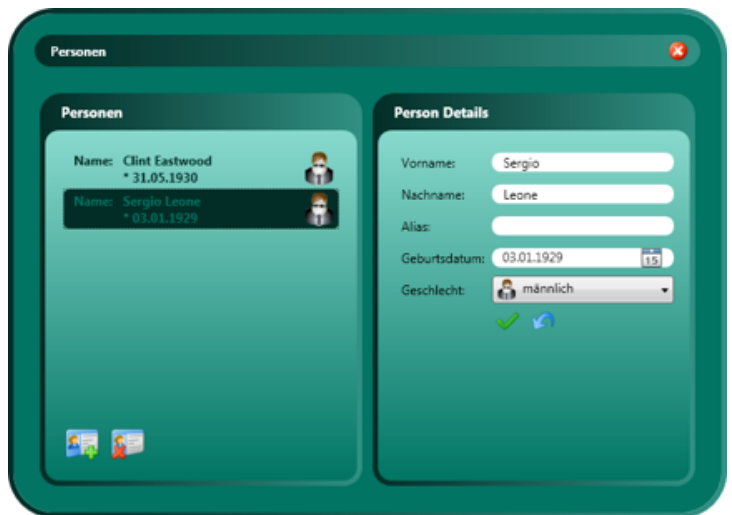 Personen
Personen
Name: Clint Eastwood
* 31.05.1930
Name: Sergio Leone
* 03.01.1929
Person Details
Vorname: Sergio
Nachname: Leone
Alias:
Geburtsdatum: 03.01.1929 15
Geschlecht: männlich